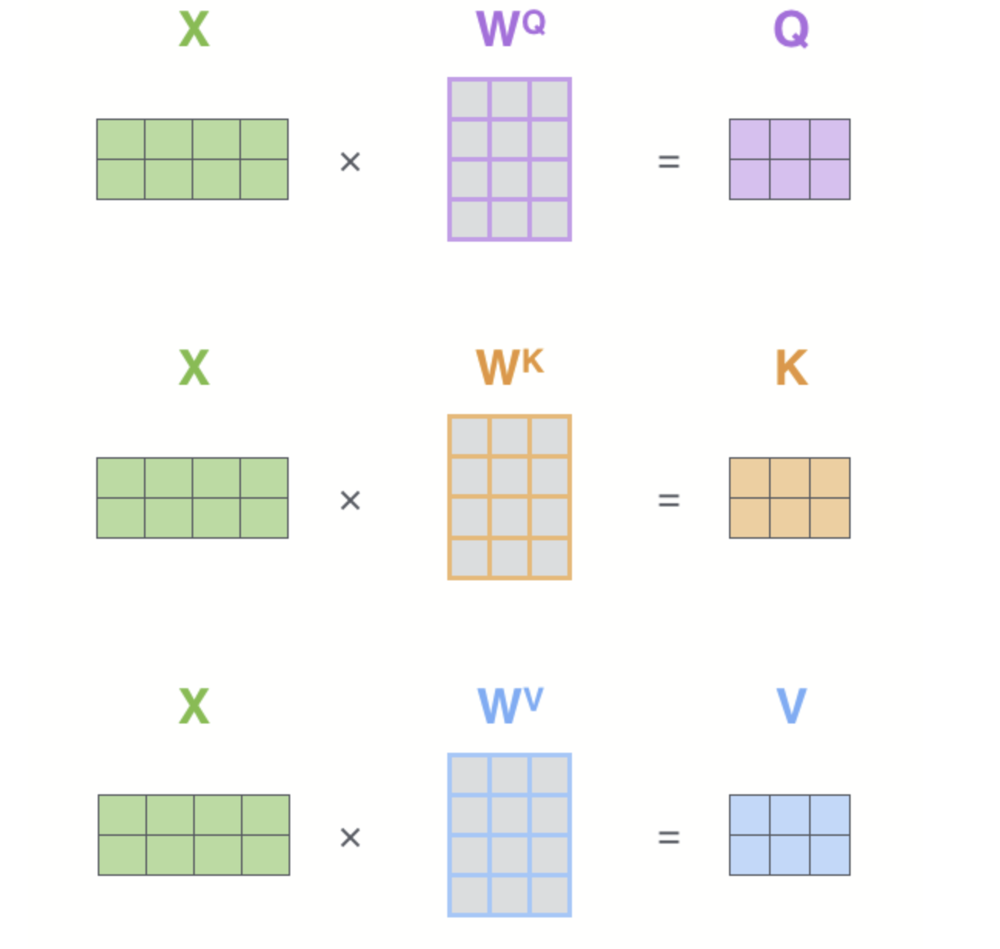 X W^Q Q
× =
X W^K K
× =
X W^V V
× =